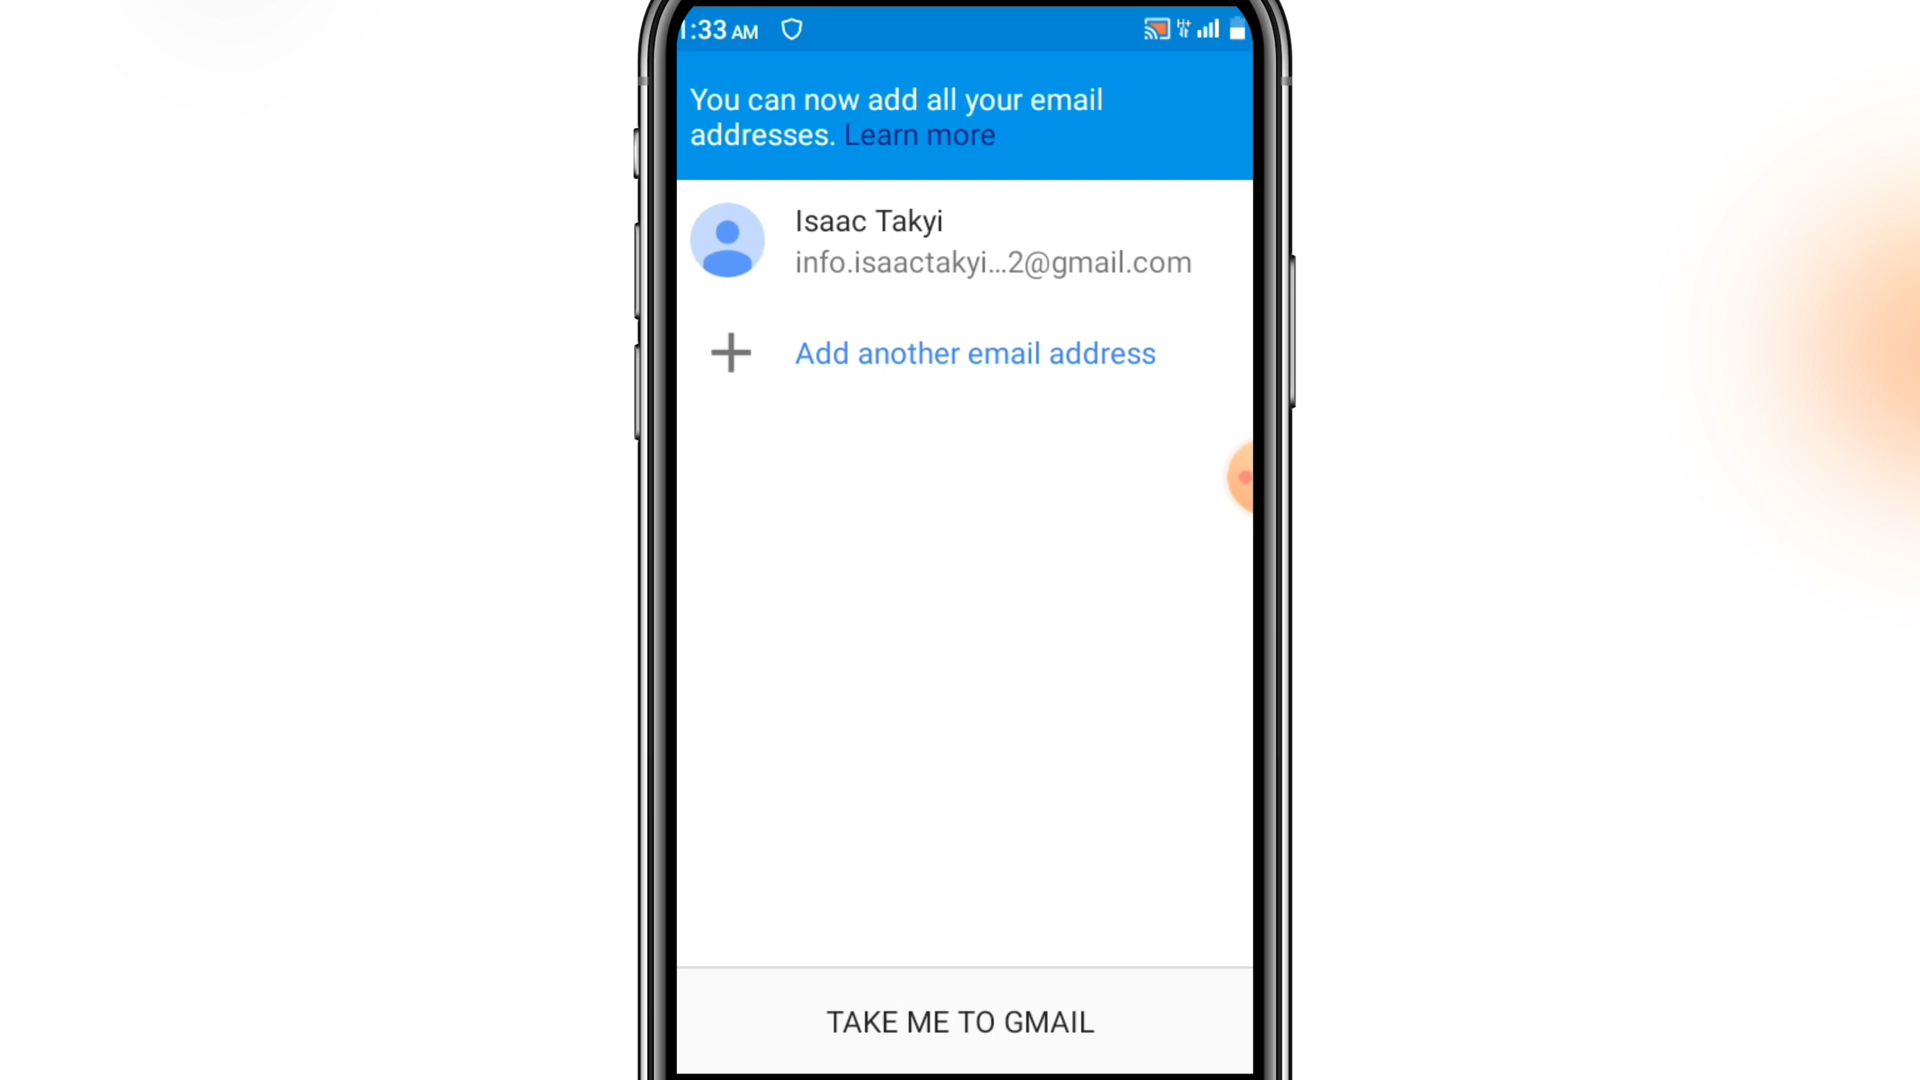 1:33 AM
You can now add all your email
addresses. Learn more
Isaac Takyi
info.isaactakyi...2@gmail.com
Add another email address
TAKE ME TO GMAIL